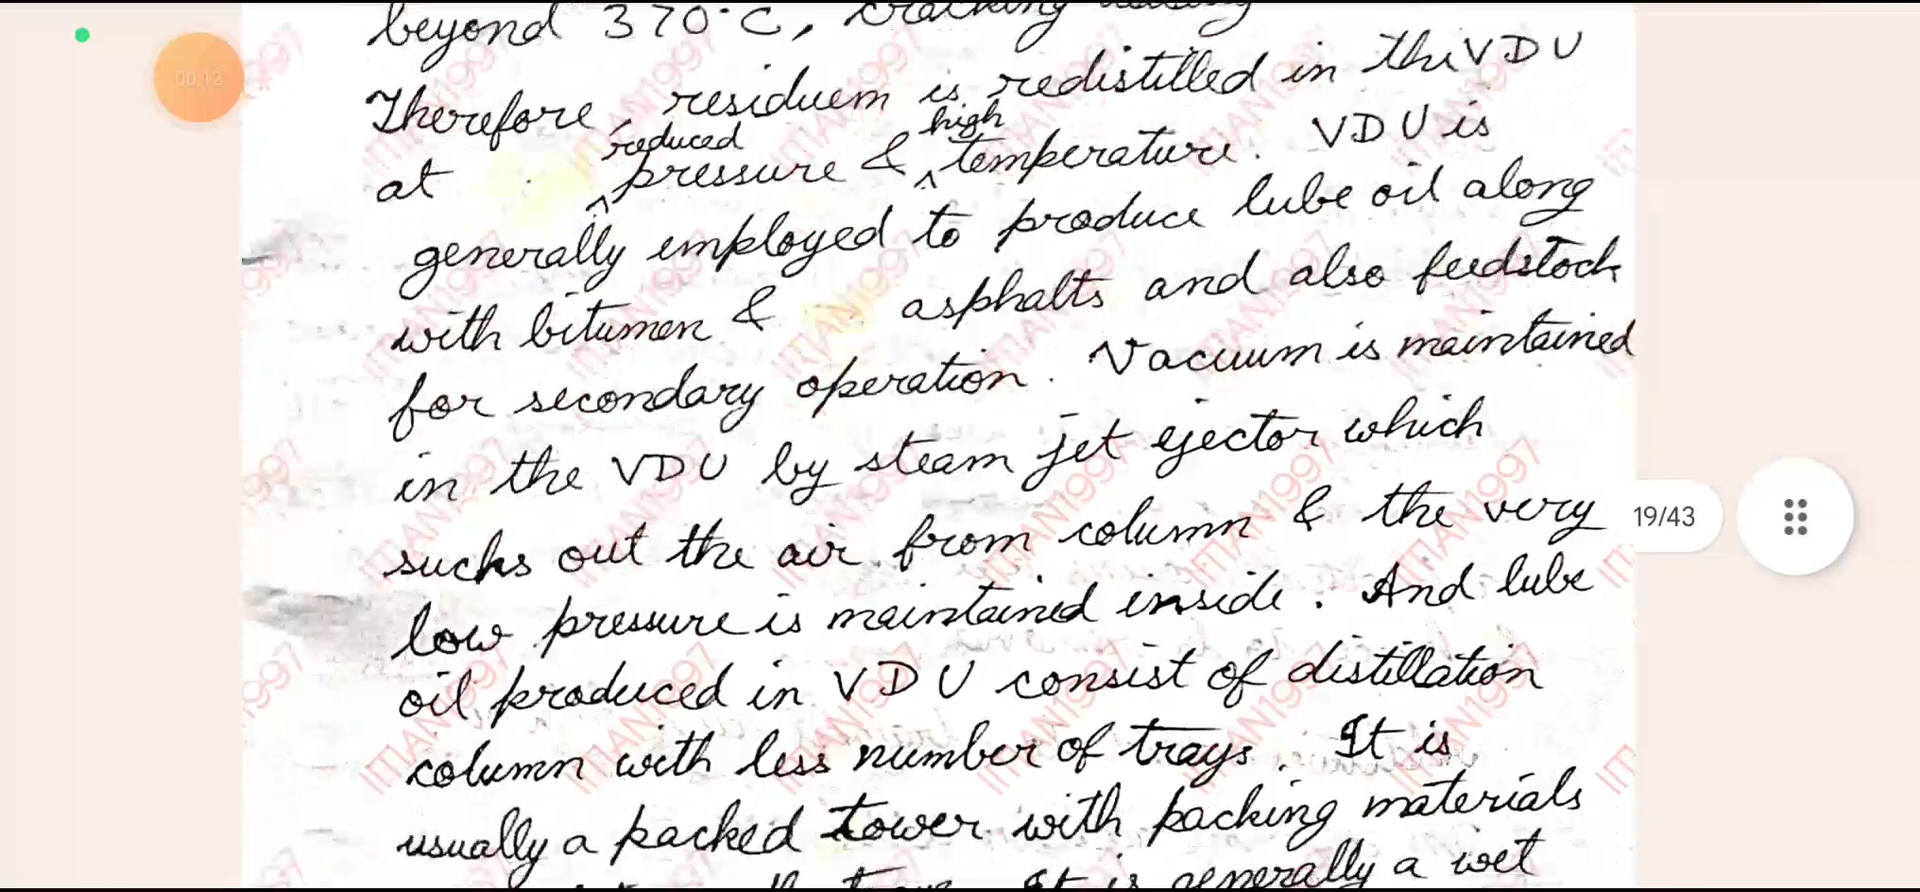 beyond 370°C, cracking
00:12
Therefore, residuem is redistilled in the VDU
reduced high
at pressure & temperature. VDU is
generally employed to produce lube oil along
with bitumen & asphalts and also feedstock
for secondary operation. Vacuum is maintained
in the VDU by steam jet ejector which
sucks out the air from column & the very
19/43
low pressure is maintained inside. And lube
oil produced in VDU consist of distillation
column with less number of trays. It is
usually a packed tower with packing materials
It is generally a wet
IITIAN1997